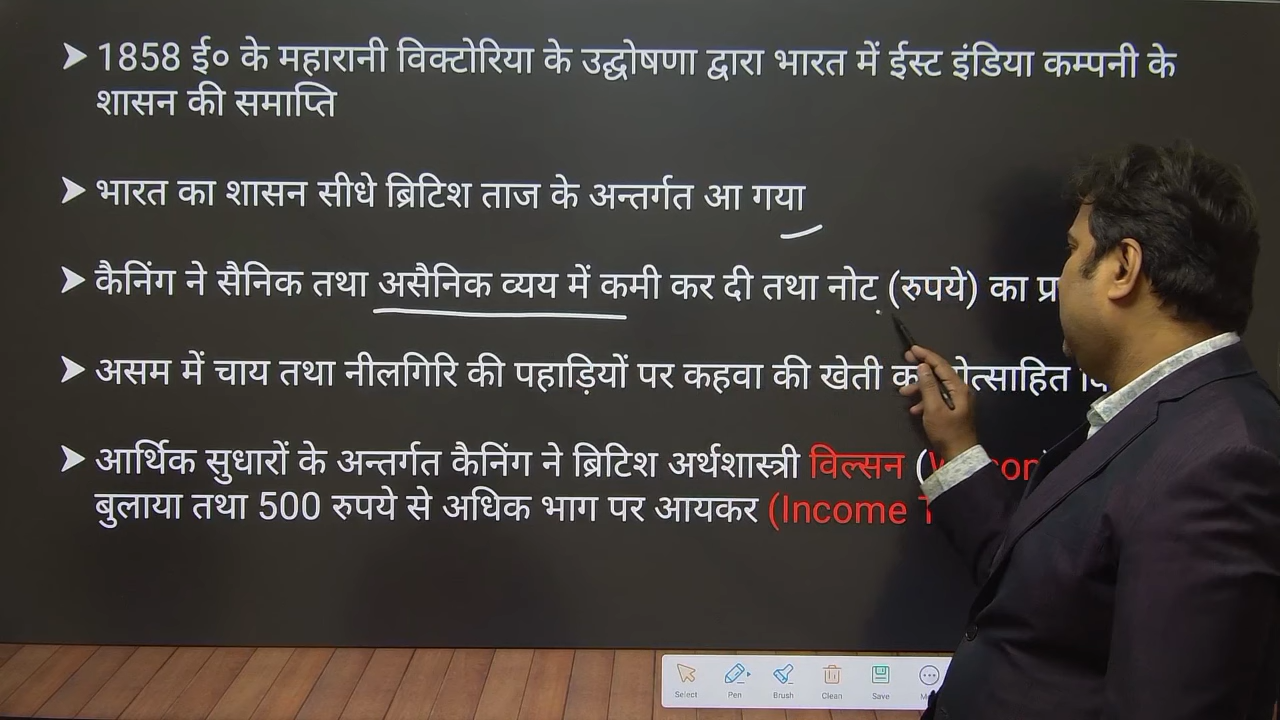 ➤ 1858 ई० के महारानी विक्टोरिया के उद्घोषणा द्वारा भारत में ईस्ट इंडिया कम्पनी के
शासन की समाप्ति
➤ भारत का शासन सीधे ब्रिटिश ताज के अन्तर्गत आ गया
➤ कैनिंग ने सैनिक तथा असैनिक व्यय में कमी कर दी तथा नोट (रुपये) का
➤ असम में चाय तथा नीलगिरि की पहाड़ियों पर कहवा की खेती
➤ आर्थिक सुधारों के अन्तर्गत कैनिंग ने ब्रिटिश अर्थशास्त्री विल्सन
बुलाया तथा 500 रुपये से अधिक भाग पर आयकर (Income
Select Pen Brush Clean Save